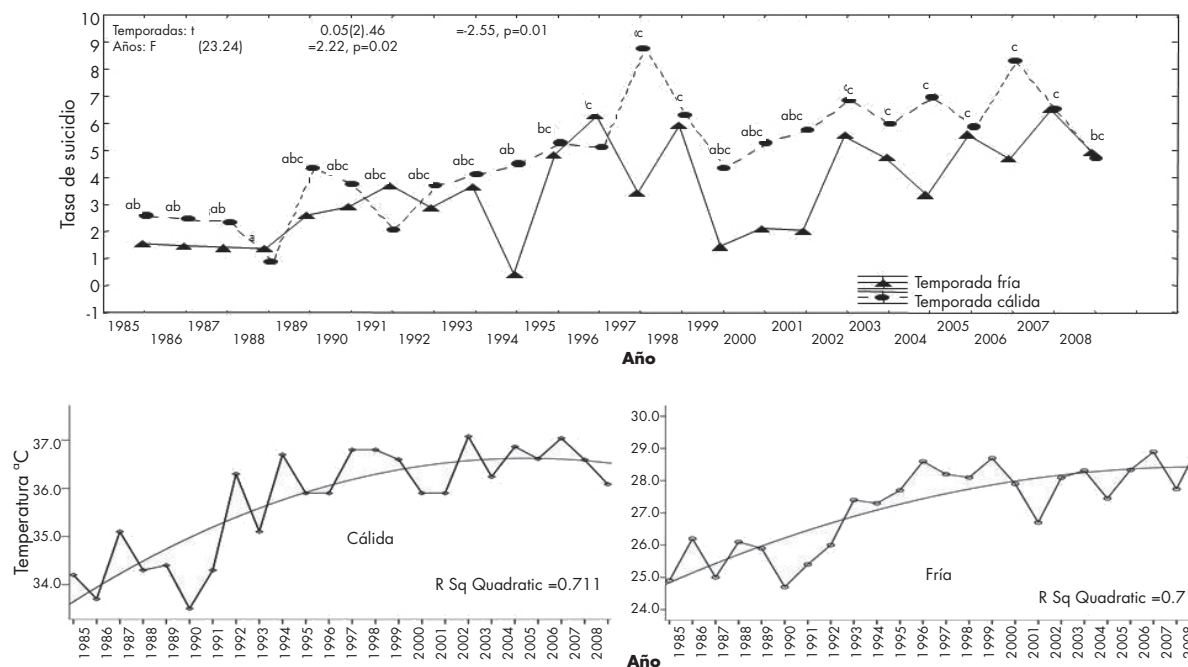 Temporadas: t 0.05(2).46 =-2.55, p=0.01
Años: F (23.24) =2.22, p=0.02
Tasa de suicidio
10
9
8
7
6
5
4
3
2
1
0
-1
ab ab ab a abc abc abc abc abc ab bc c c c abc abc abc c c c c c c bc
Temporada fría
Temporada cálida
1985 1987 1989 1991 1993 1995 1997 1999 2001 2003 2005 2007
1986 1988 1990 1992 1994 1996 1998 2000 2002 2004 2006 2008
Año
Temperatura ºC
37.0
36.0
35.0
34.0
Cálida
R Sq Quadratic =0.711
1985 1986 1987 1988 1989 1990 1991 1992 1993 1994 1995 1996 1997 1998 1999 2000 2001 2002 2003 2004 2005 2006 2007 2008
30.0
29.0
28.0
27.0
26.0
25.0
24.0
Fría
R Sq Quadratic =0.7
1985 1986 1987 1988 1989 1990 1991 1992 1993 1994 1995 1996 1997 1998 1999 2000 2001 2002 2003 2004 2005 2006 2007 2008
Año